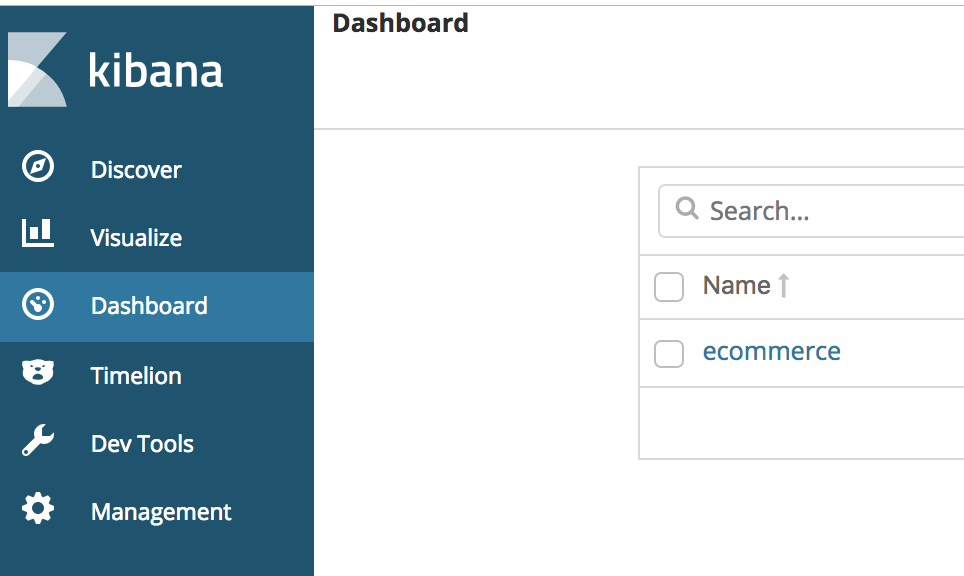 kibana
Discover
Visualize
Dashboard
Timelion
Dev Tools
Management
Dashboard
Search...
Name
ecommerce